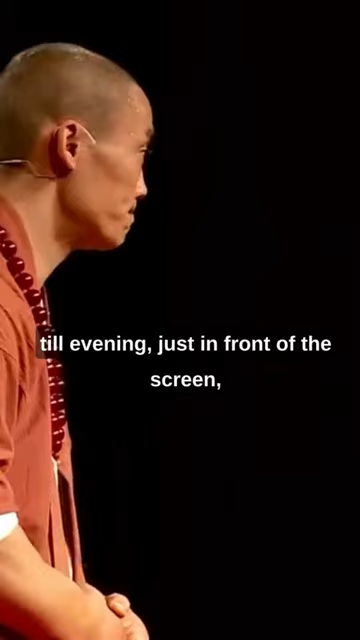 till evening, just in front of the
screen,